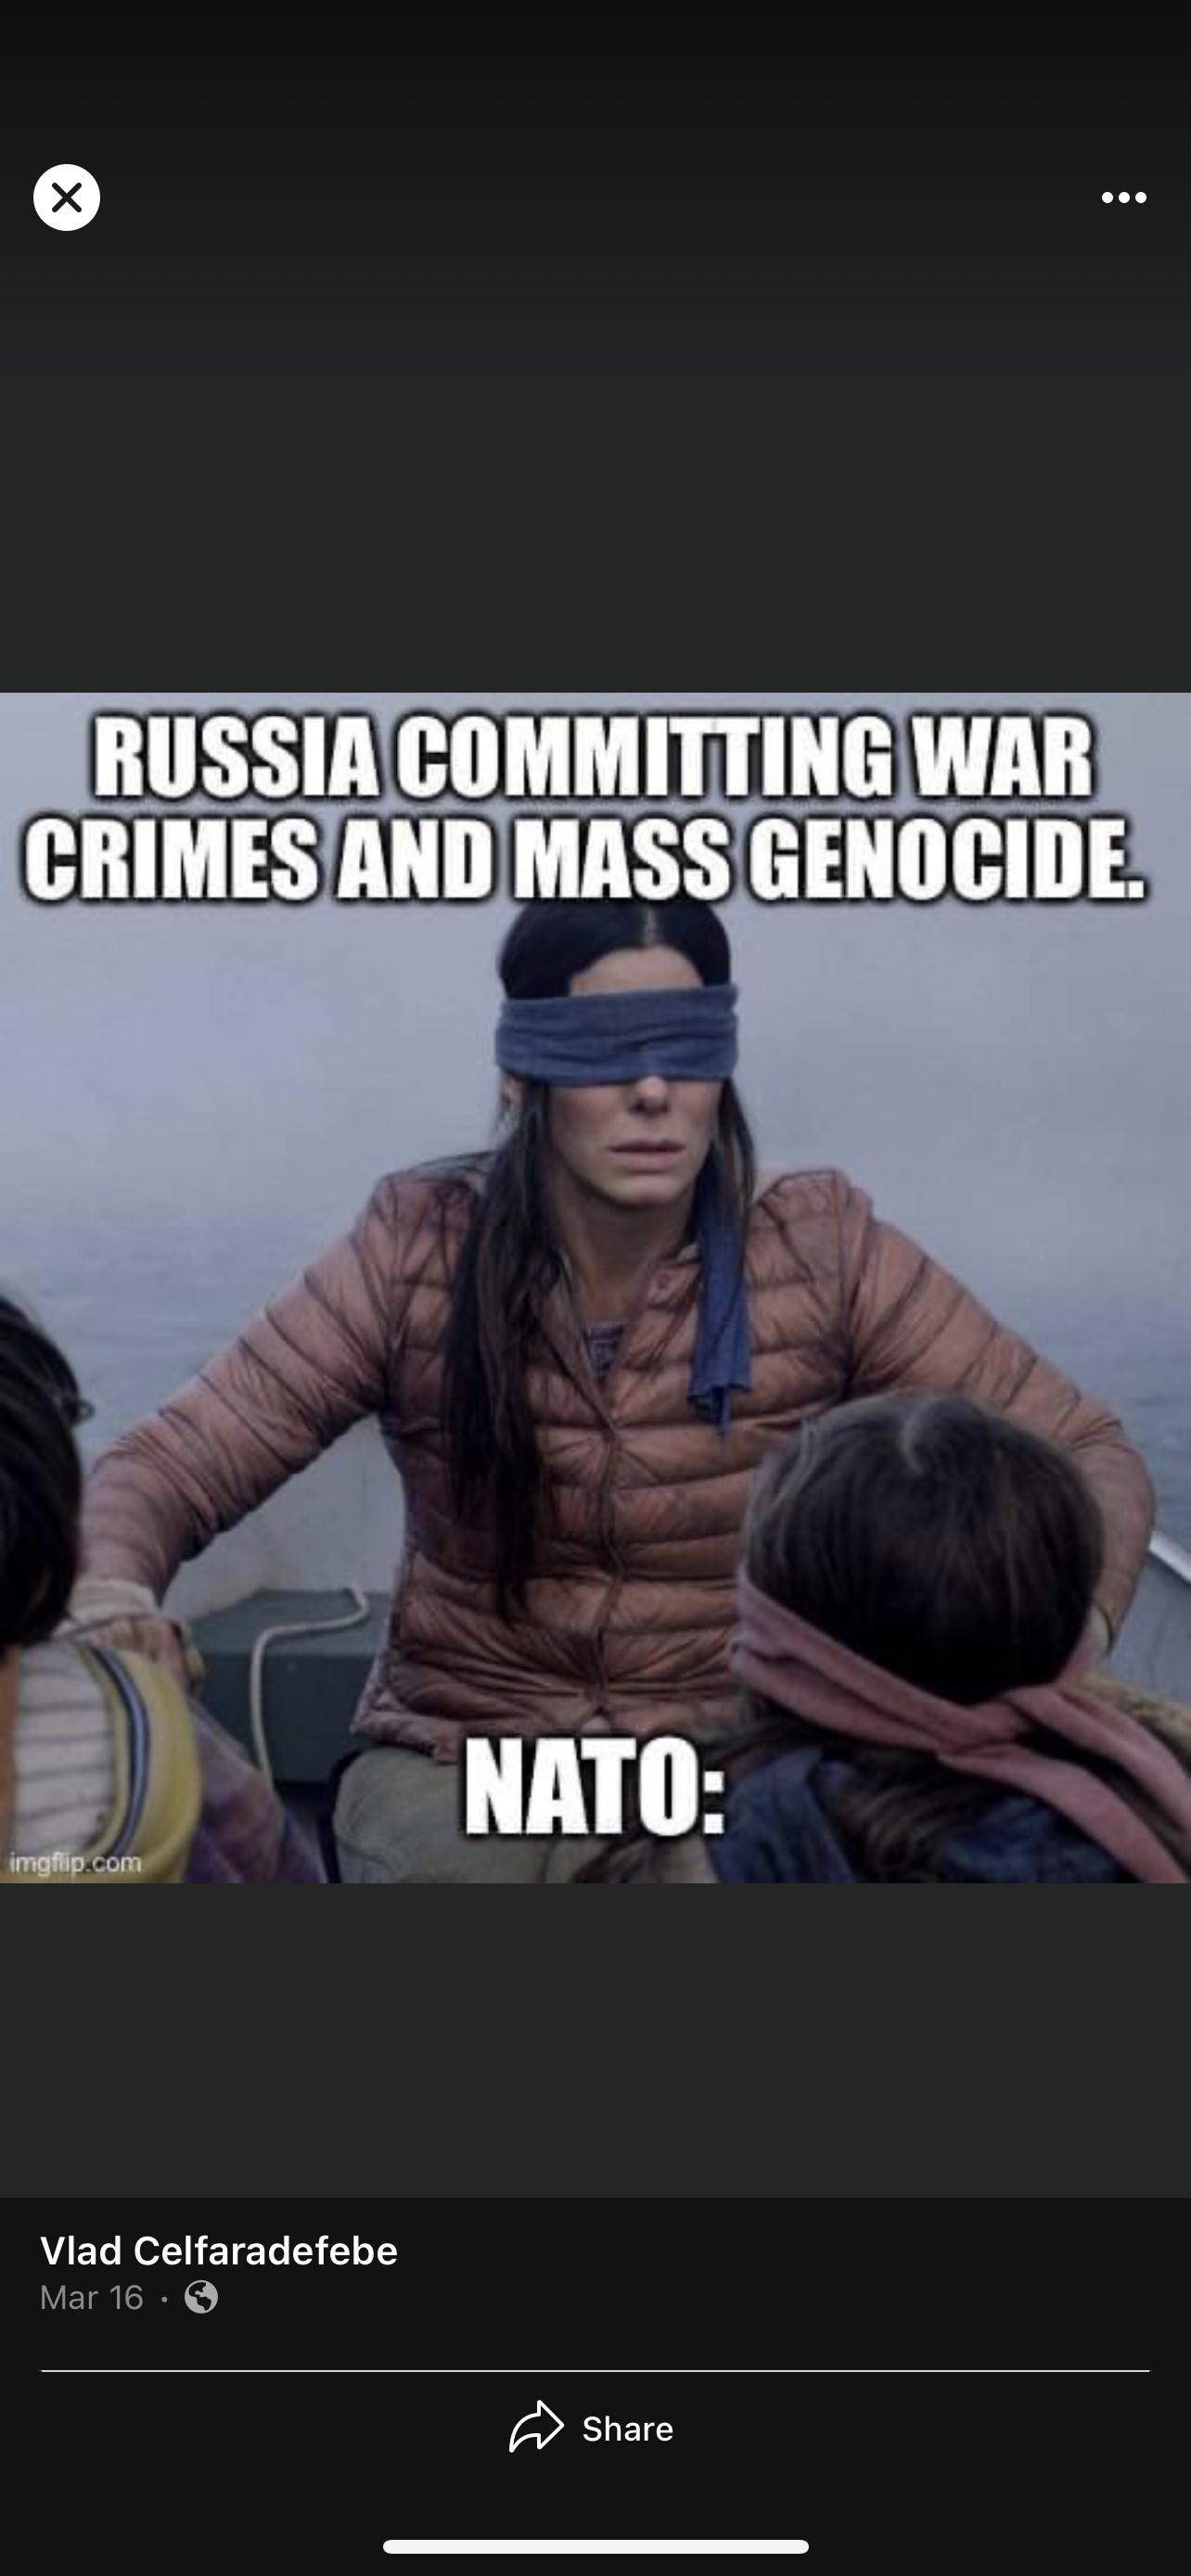 RUSSIA COMMITTING WAR
CRIMES AND MASS GENOCIDE.
NATO:
imgflip.com
Vlad Celfaradefebe
Mar 16 ·
Share